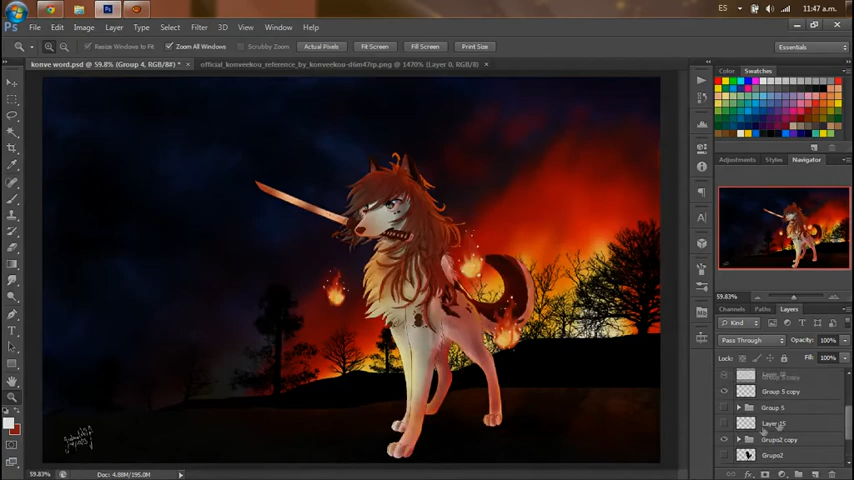 ES 11:47 a.m.
Ps File Edit Image Layer Type Select Filter 3D View Window Help
Resize Windows to Fit Zoom All Windows Scrubby Zoom Actual Pixels Fit Screen Fill Screen Print Size Essentials
konve word.psd @ 59.8% (Group 4, RGB/8#) * × official_konveekou_reference_by_konveekou-d6m47rp.png @ 1470% (Layer 0, RGB/8) ×
Color Swatches
Adjustments Styles Navigator
59.83%
Channels Paths Layers
Kind
Pass Through Opacity: 100%
Lock: Fill: 100%
Group 5 copy
Group 5
Layer 15
Grupo2 copy
Grupo2
59.83% Doc: 4.88M/195.0M